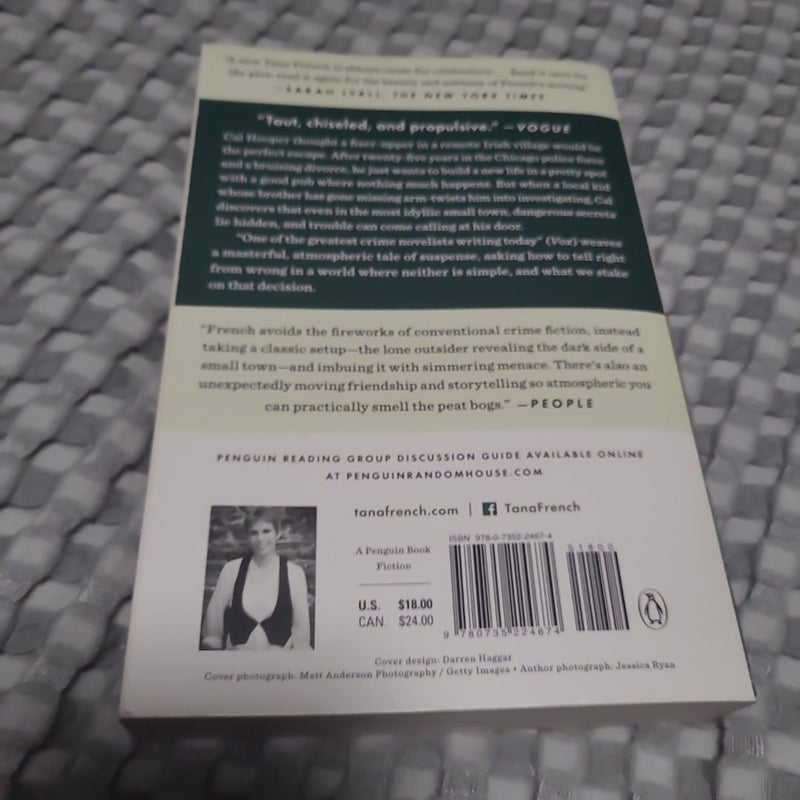 "A new Tana French is always cause for celebration. . . . Read it once for
the plot; read it again for the beauty and subtlety of French's writing."
—SARAH LYALL, THE NEW YORK TIMES
"Taut, chiseled, and propulsive." —VOGUE
Cal Hooper thought a fixer-upper in a remote Irish village would be
the perfect escape. After twenty-five years in the Chicago police force
and a bruising divorce, he just wants to build a new life in a pretty spot
with a good pub where nothing much happens. But when a local kid
whose brother has gone missing arm-twists him into investigating, Cal
discovers that even in the most idyllic small town, dangerous secrets
lie hidden, and trouble can come calling at his door.
"One of the greatest crime novelists writing today" (Vox) weaves
a masterful, atmospheric tale of suspense, asking how to tell right
from wrong in a world where neither is simple, and what we stake
on that decision.
"French avoids the fireworks of conventional crime fiction, instead
taking a classic setup—the lone outsider revealing the dark side of a
small town—and imbuing it with simmering menace. There's also an
unexpectedly moving friendship and storytelling so atmospheric you
can practically smell the peat bogs." —PEOPLE
PENGUIN READING GROUP DISCUSSION GUIDE AVAILABLE ONLINE
AT PENGUINRANDOMHOUSE.COM
tanafrench.com | TanaFrench
A Penguin Book
Fiction
U.S. $18.00
CAN. $24.00
ISBN 978-0-7352-2467-4
51800
9 780735 224674
Cover design: Darren Haggar
Cover photograph: Matt Anderson Photography / Getty Images • Author photograph: Jessica Ryan